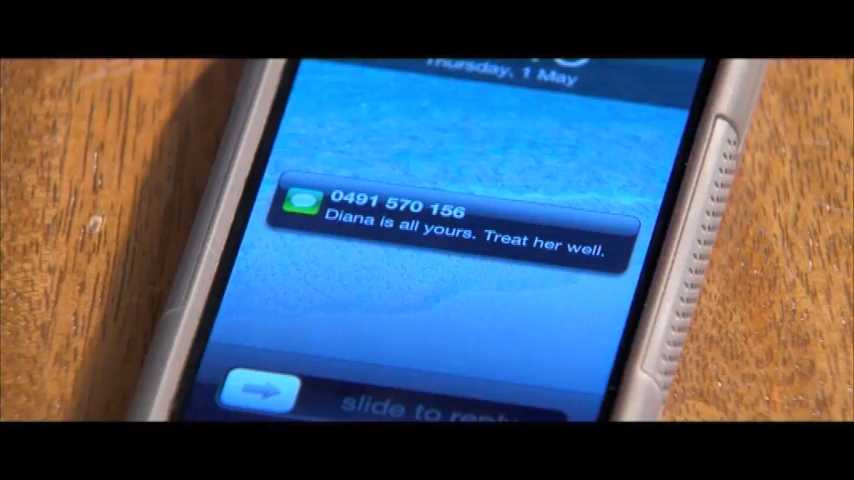 Thursday, 1 May
0491 570 156
Diana is all yours. Treat her well.
slide to reply